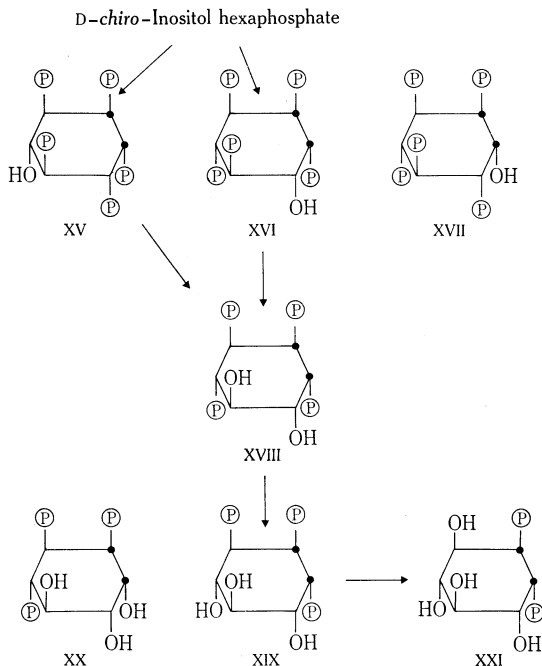 D-chiro-Inositol hexaphosphate
Ⓟ Ⓟ Ⓟ Ⓟ Ⓟ Ⓟ
Ⓟ Ⓟ Ⓟ
HO Ⓟ Ⓟ Ⓟ Ⓟ OH
Ⓟ OH Ⓟ
XV XVI XVII
Ⓟ Ⓟ
OH
Ⓟ Ⓟ
OH
XVIII
Ⓟ Ⓟ Ⓟ Ⓟ OH Ⓟ
OH OH OH
Ⓟ OH HO Ⓟ HO Ⓟ
OH OH OH
XX XIX XXI